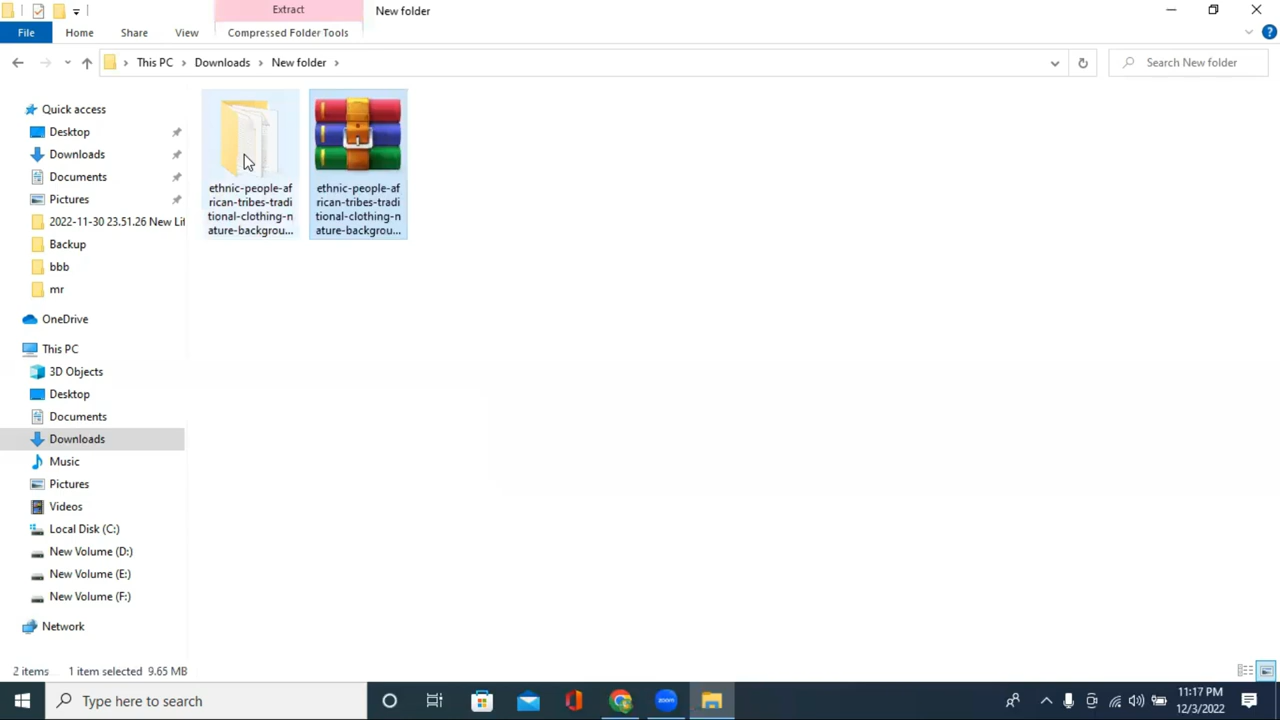 Extract
New folder
File
Home
Share
View
Compressed Folder Tools
This PC
Downloads
New folder
Search New folder
Quick access
Desktop
Downloads
Documents
Pictures
2022-11-30 23.51.26 New Lit
Backup
bbb
mr
OneDrive
This PC
3D Objects
Desktop
Documents
Downloads
Music
Pictures
Videos
Local Disk (C:)
New Volume (D:)
New Volume (E:)
New Volume (F:)
Network
ethnic-people-af
rican-tribes-tradi
tional-clothing-n
ature-backgrou...
ethnic-people-af
rican-tribes-tradi
tional-clothing-n
ature-backgrou...
2 items
1 item selected 9.65 MB
Type here to search
zoom
11:17 PM
12/3/2022